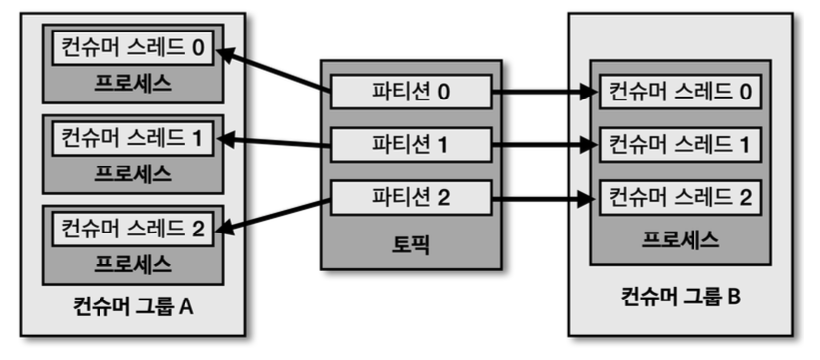 컨슈머 스레드 0
프로세스
컨슈머 스레드 1
프로세스
컨슈머 스레드 2
프로세스
컨슈머 그룹 A
파티션 0
파티션 1
파티션 2
토픽
컨슈머 스레드 0
컨슈머 스레드 1
컨슈머 스레드 2
프로세스
컨슈머 그룹 B